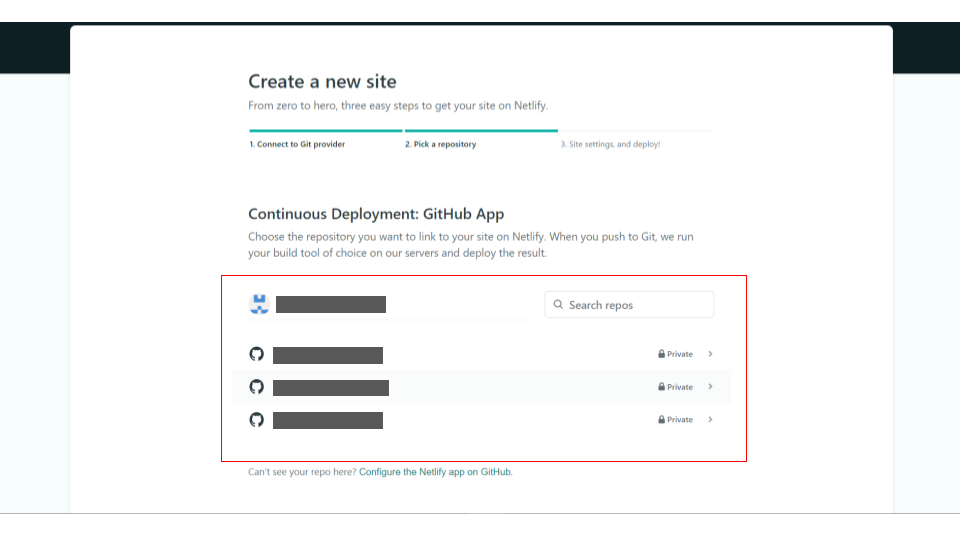 Create a new site
From zero to hero, three easy steps to get your site on Netlify.
1. Connect to Git provider
2. Pick a repository
3. Site settings, and deploy!
Continuous Deployment: GitHub App
Choose the repository you want to link to your site on Netlify. When you push to Git, we run
your build tool of choice on our servers and deploy the result.
Search repos
Private
Private
Private
Can't see your repo here? Configure the Netlify app on GitHub.